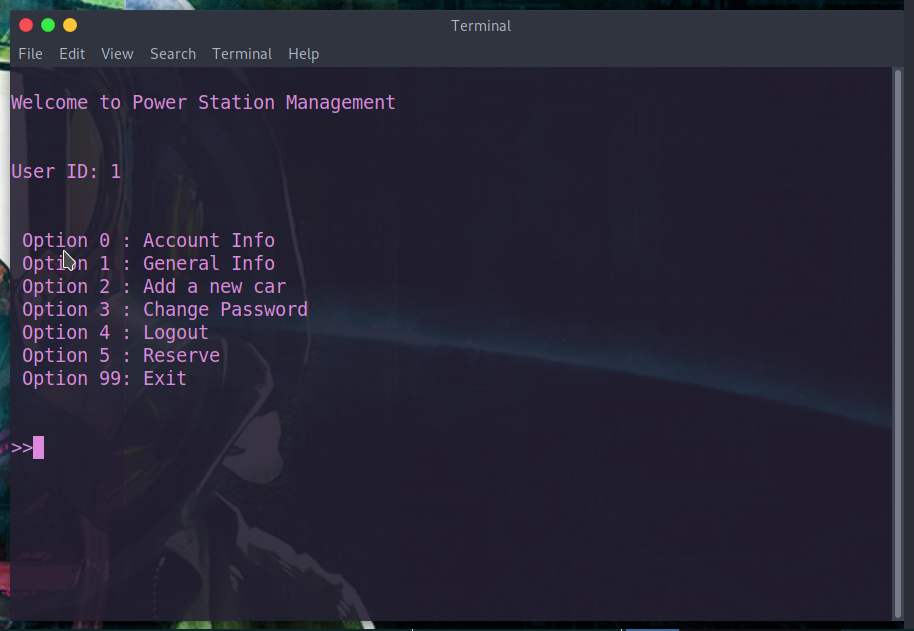 Terminal
File Edit View Search Terminal Help
Welcome to Power Station Management
User ID: 1
Option 0 : Account Info
Option 1 : General Info
Option 2 : Add a new car
Option 3 : Change Password
Option 4 : Logout
Option 5 : Reserve
Option 99: Exit
>>